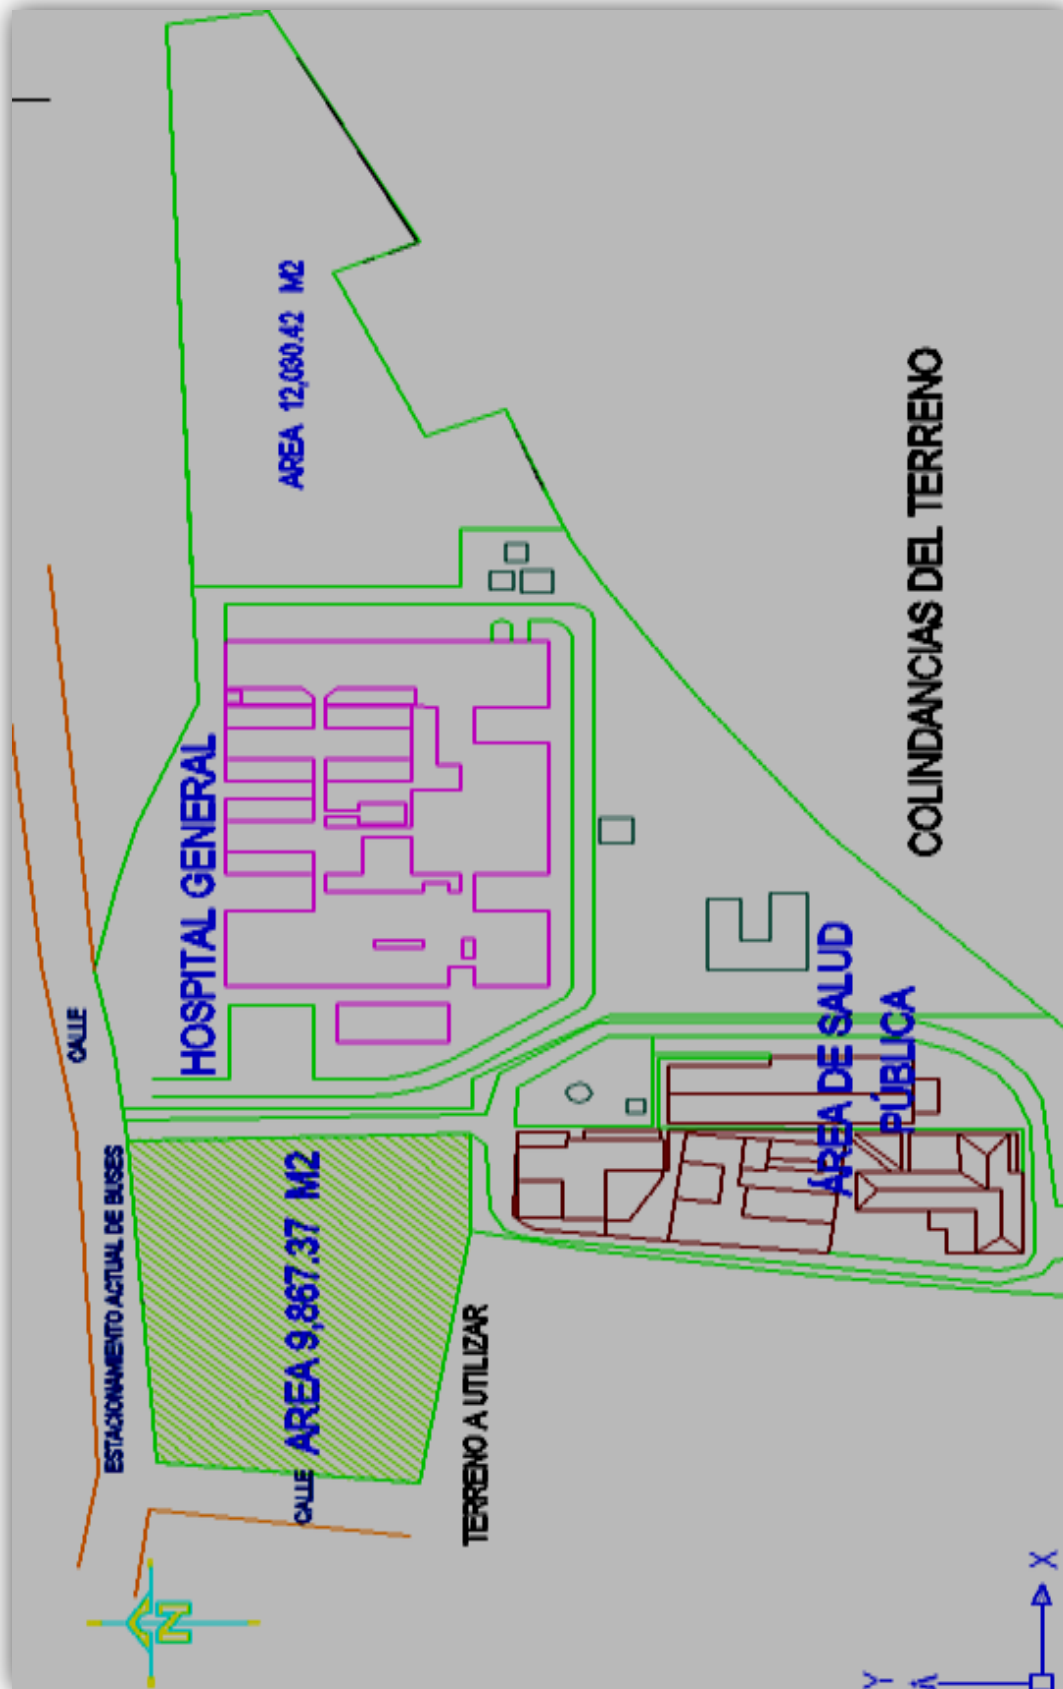 CALLE
ESTACIONAMIENTO ACTUAL DE BUSES
HOSPITAL GENERAL
AREA 12,030.42 M2
CALLE
AREA 9,867.37 M2
TERRENO A UTILIZAR
ÁREA DE SALUD
PÚBLICA
COLINDANCIAS DEL TERRENO
N
Y
X